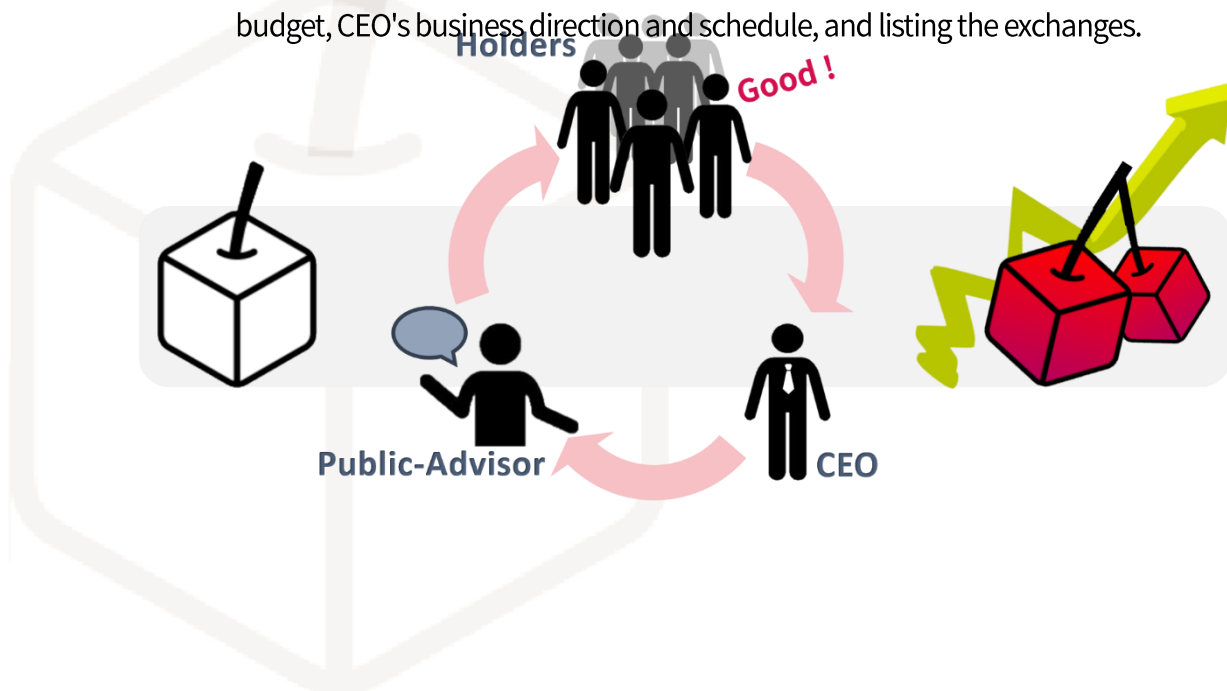 budget, CEO's business direction and schedule, and listing the exchanges.
Holders
Good !
Public-Advisor
CEO